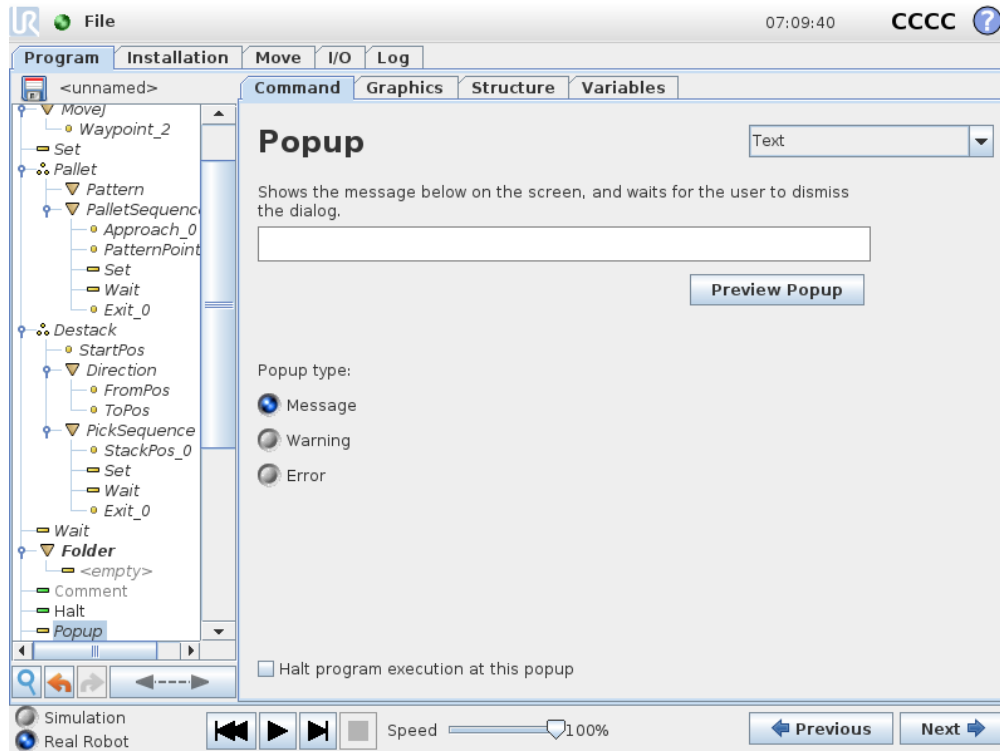 UR File 07:09:40 CCCC ?
Program Installation Move I/O Log
<unnamed>
Command Graphics Structure Variables
MoveJ
Waypoint_2
Set
Pallet
Pattern
PalletSequenc
Approach_0
PatternPoint
Set
Wait
Exit_0
Destack
StartPos
Direction
FromPos
ToPos
PickSequence
StackPos_0
Set
Wait
Exit_0
Wait
Folder
<empty>
Comment
Halt
Popup
Popup
Text
Shows the message below on the screen, and waits for the user to dismiss
the dialog.
Preview Popup
Popup type:
Message
Warning
Error
Halt program execution at this popup
Simulation
Real Robot
Speed 100%
Previous Next